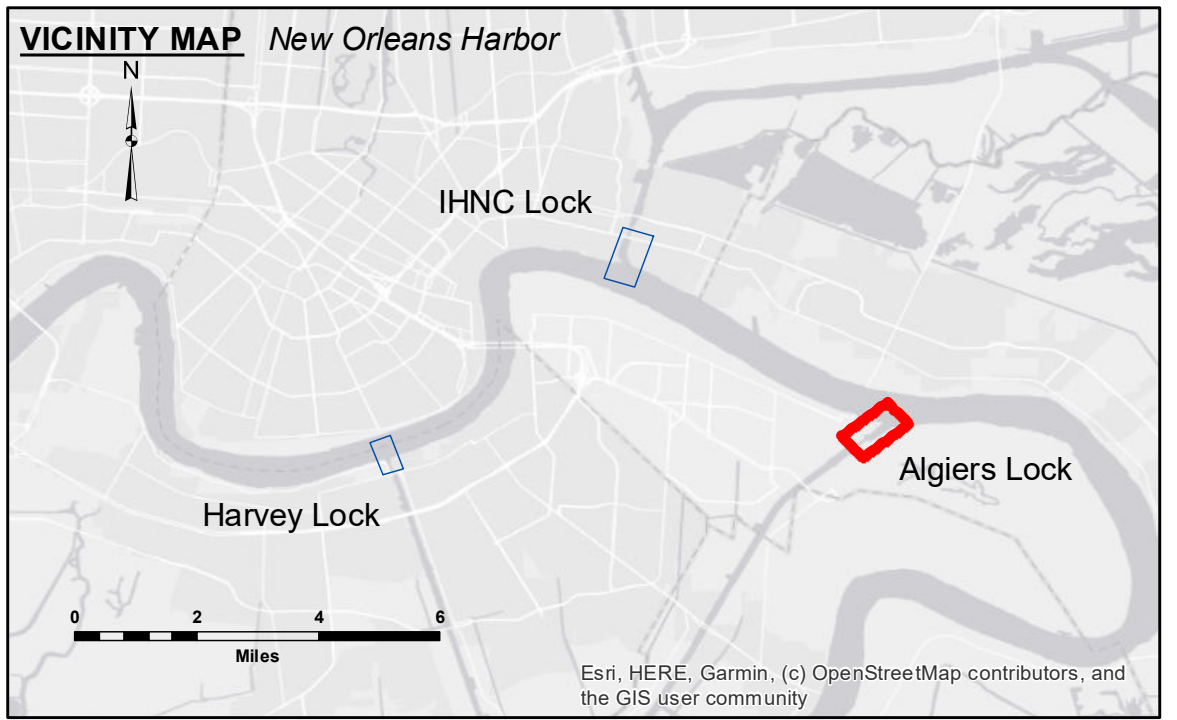 VICINITY MAP New Orleans Harbor
N
IHNC Lock
Algiers Lock
Harvey Lock
0 2 4 6
Miles
Esri, HERE, Garmin, (c) OpenStreetMap contributors, and
the GIS user community